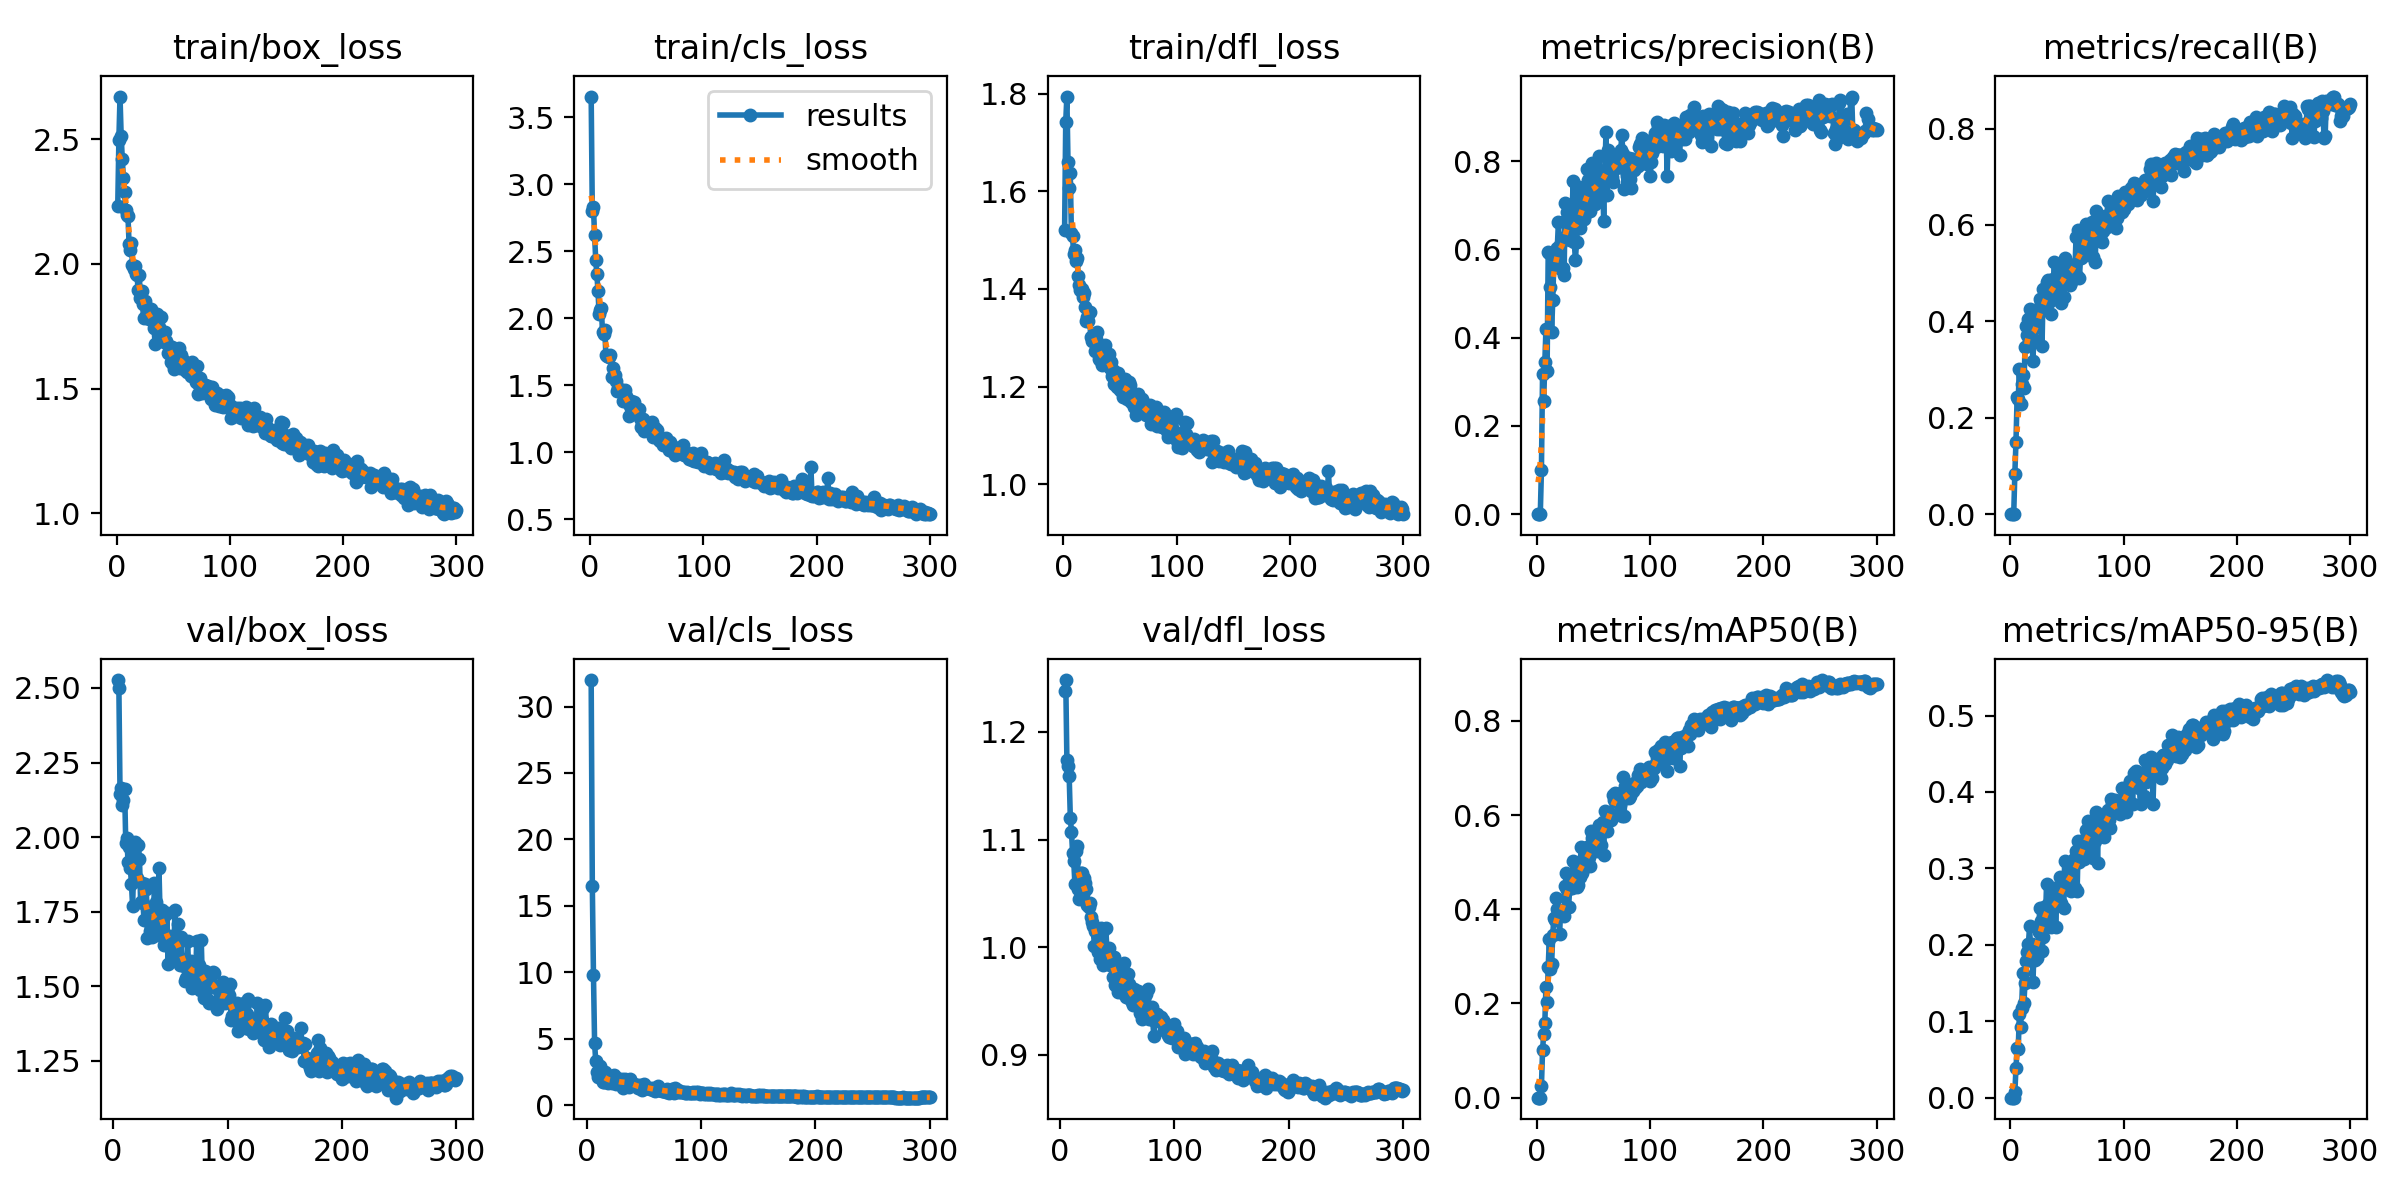 train/box_loss
2.5
2.0
1.5
1.0
0 100 200 300
train/cls_loss
results
smooth
3.5
3.0
2.5
2.0
1.5
1.0
0.5
0 100 200 300
train/dfl_loss
1.8
1.6
1.4
1.2
1.0
0 100 200 300
metrics/precision(B)
0.8
0.6
0.4
0.2
0.0
0 100 200 300
metrics/recall(B)
0.8
0.6
0.4
0.2
0.0
0 100 200 300
val/box_loss
2.50
2.25
2.00
1.75
1.50
1.25
0 100 200 300
val/cls_loss
30
25
20
15
10
5
0
0 100 200 300
val/dfl_loss
1.2
1.1
1.0
0.9
0 100 200 300
metrics/mAP50(B)
0.8
0.6
0.4
0.2
0.0
0 100 200 300
metrics/mAP50-95(B)
0.5
0.4
0.3
0.2
0.1
0.0
0 100 200 300